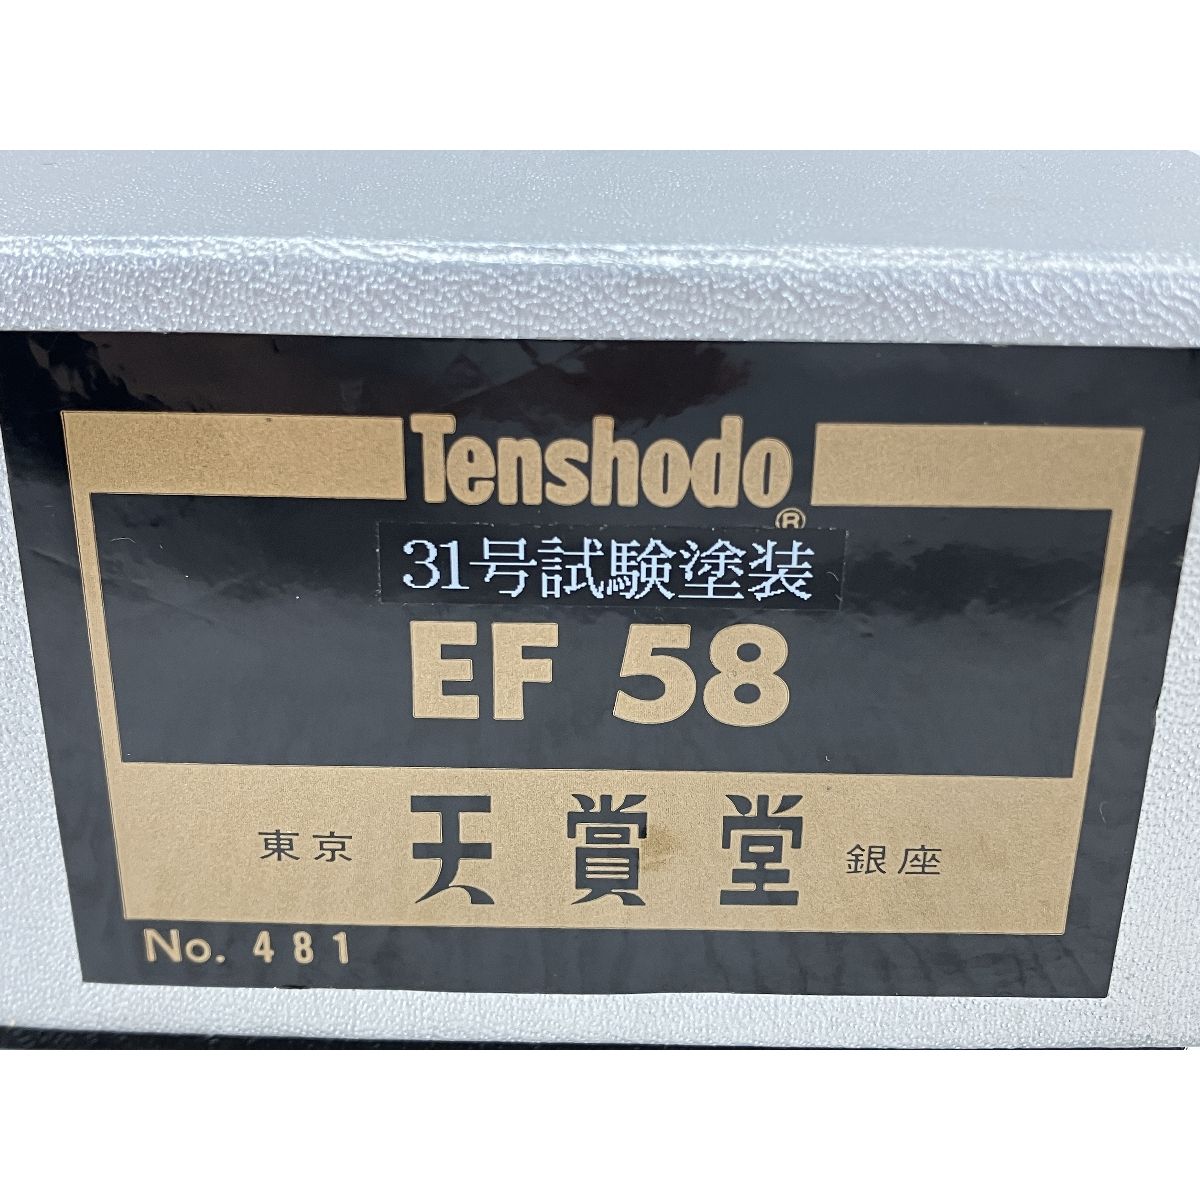 Tenshodo®
31号試験塗装
EF 58
東京 天賞堂 銀座
No. 481